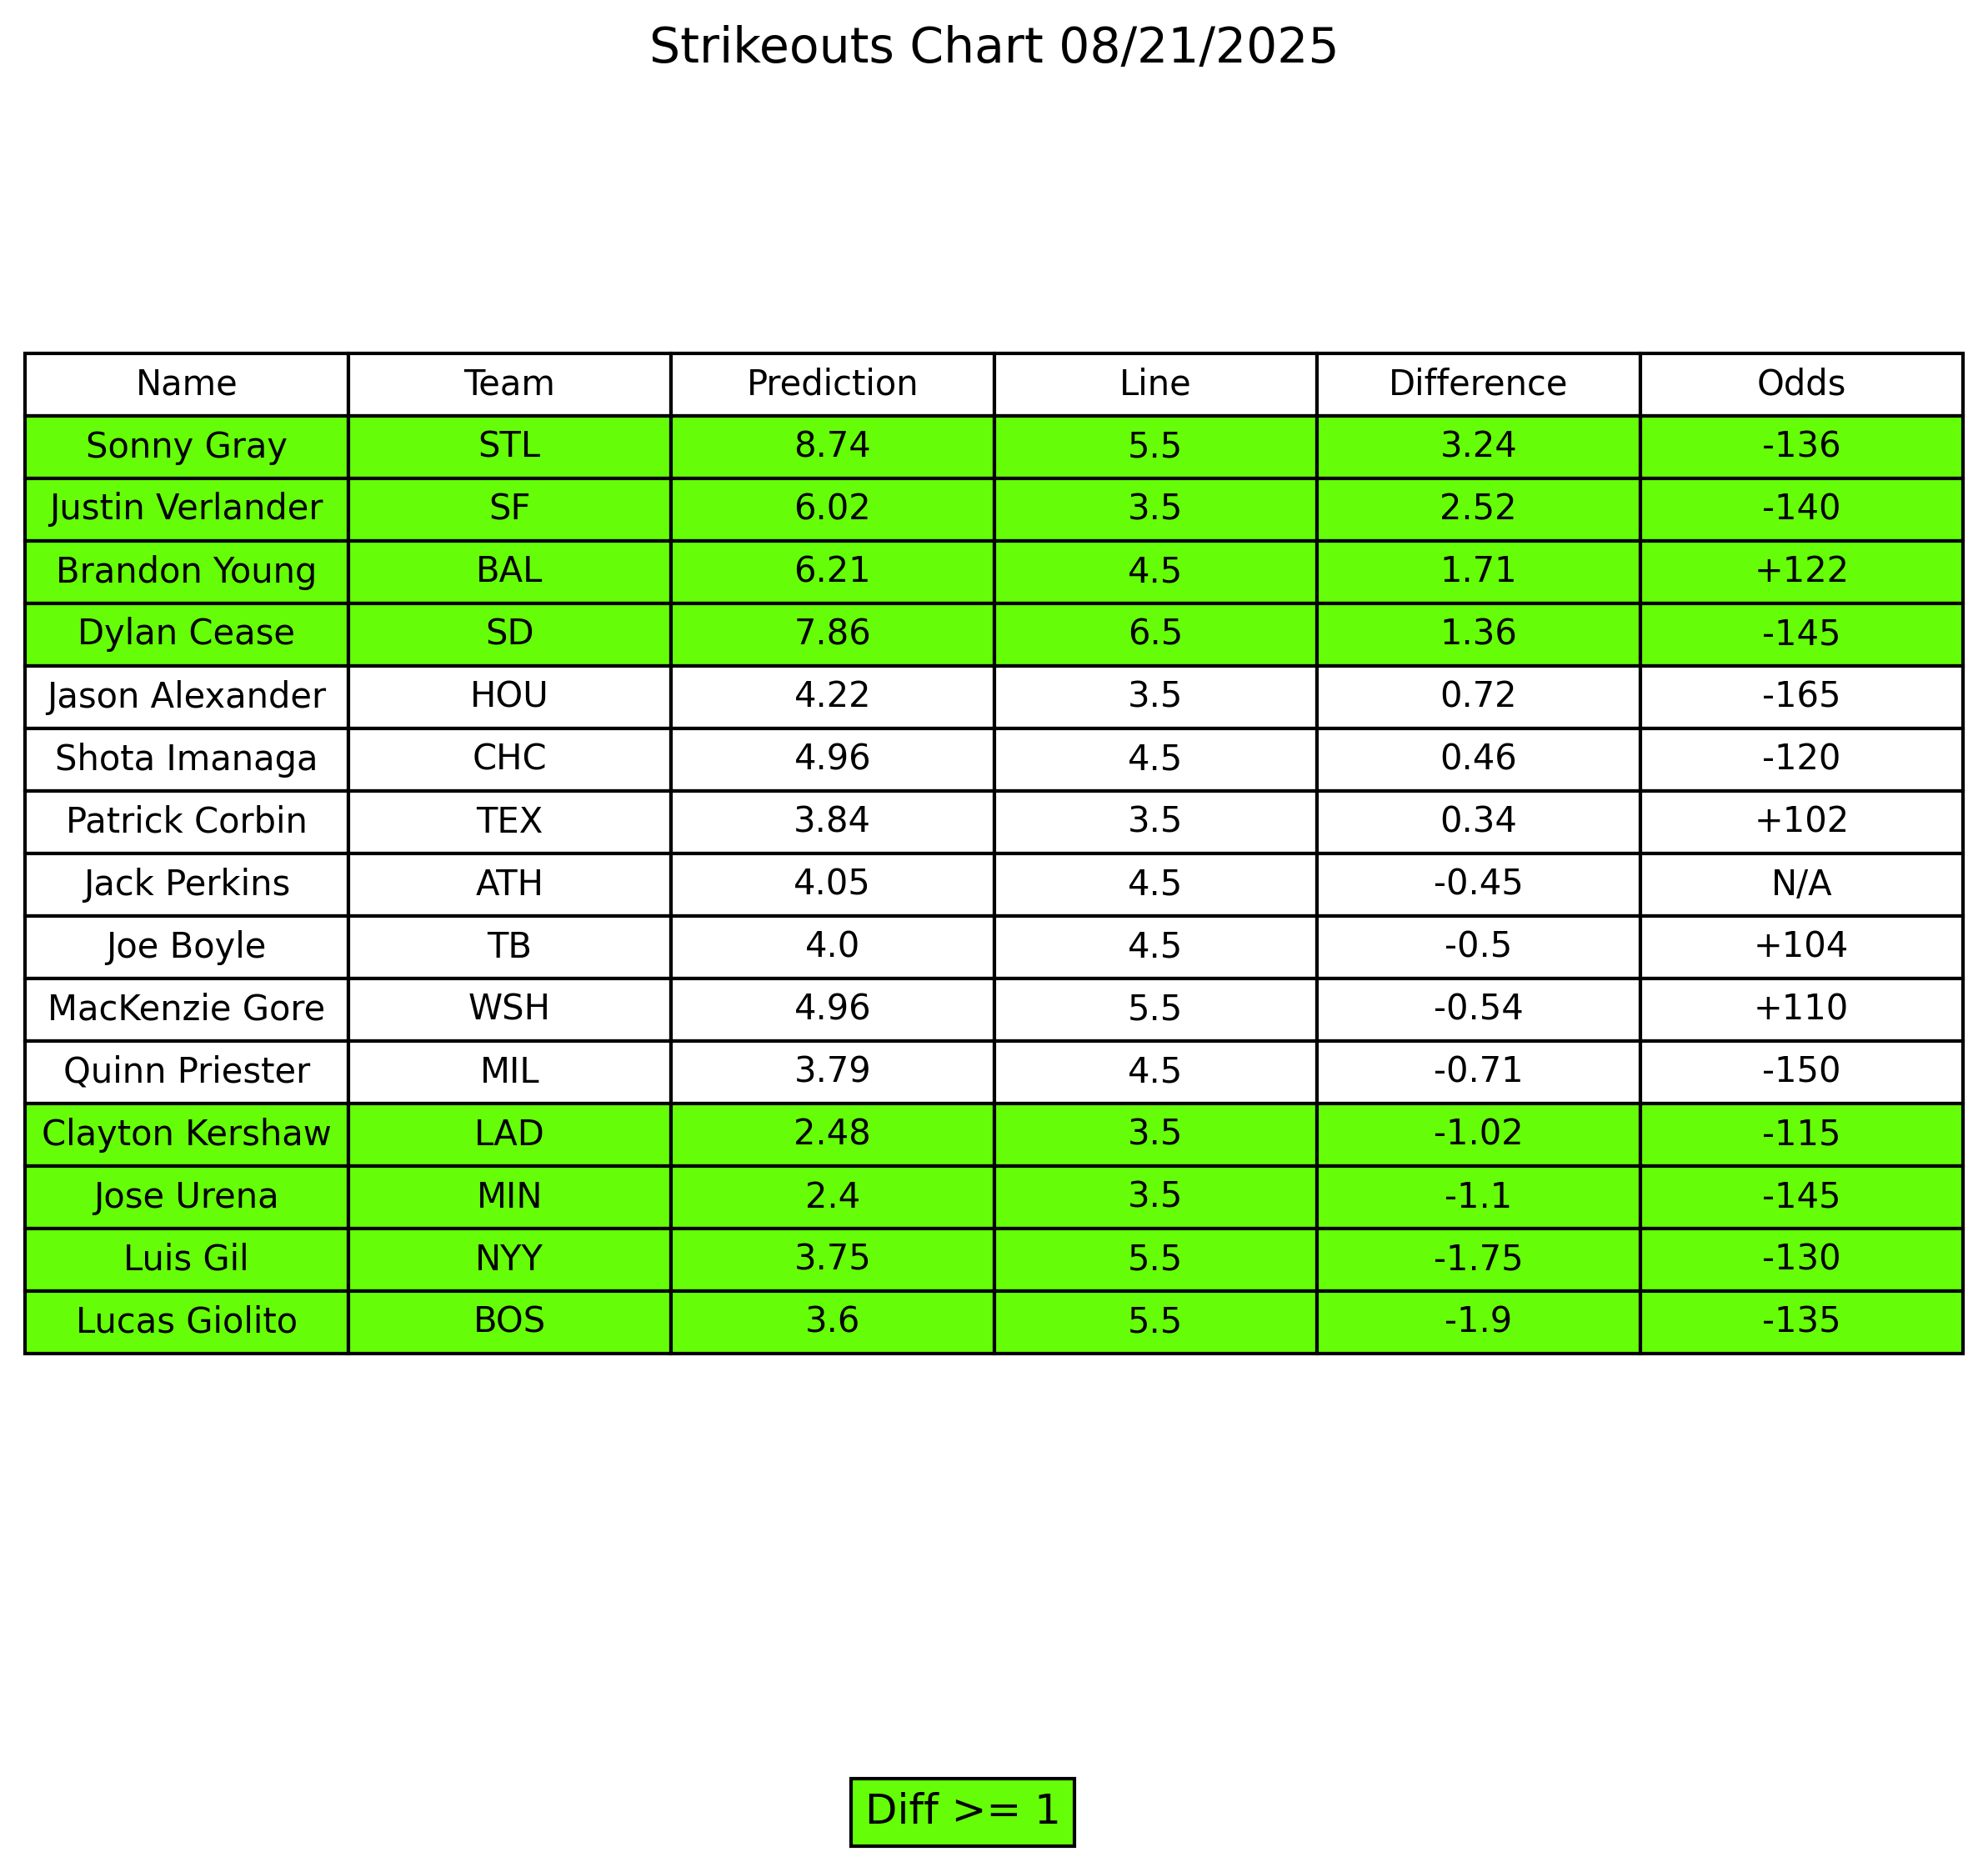 Strikeouts Chart 08/21/2025
Name Team Prediction Line Difference Odds
Sonny Gray STL 8.74 5.5 3.24 -136
Justin Verlander SF 6.02 3.5 2.52 -140
Brandon Young BAL 6.21 4.5 1.71 +122
Dylan Cease SD 7.86 6.5 1.36 -145
Jason Alexander HOU 4.22 3.5 0.72 -165
Shota Imanaga CHC 4.96 4.5 0.46 -120
Patrick Corbin TEX 3.84 3.5 0.34 +102
Jack Perkins ATH 4.05 4.5 -0.45 N/A
Joe Boyle TB 4.0 4.5 -0.5 +104
MacKenzie Gore WSH 4.96 5.5 -0.54 +110
Quinn Priester MIL 3.79 4.5 -0.71 -150
Clayton Kershaw LAD 2.48 3.5 -1.02 -115
Jose Urena MIN 2.4 3.5 -1.1 -145
Luis Gil NYY 3.75 5.5 -1.75 -130
Lucas Giolito BOS 3.6 5.5 -1.9 -135
Diff >= 1